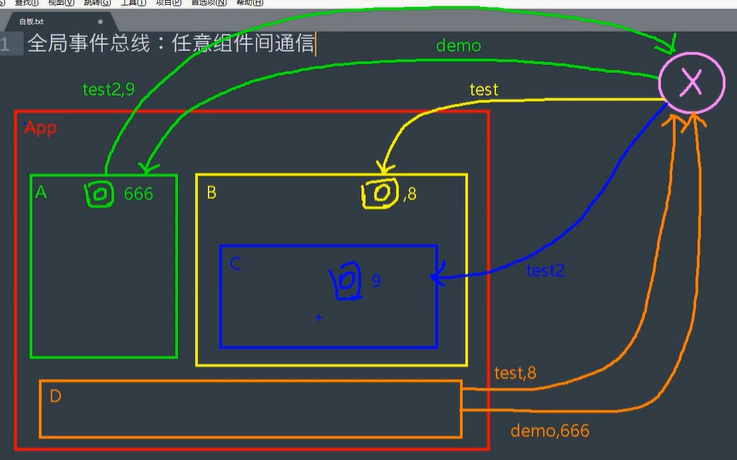 查找(I) 视图(V) 跳转(G) 工具(T) 项目(P) 首选项(N) 帮助(H)
白板.txt
1 全局事件总线：任意组件间通信
demo
test2,9
test
X
App
A
666
B
,8
C
9
test2
D
test,8
demo,666